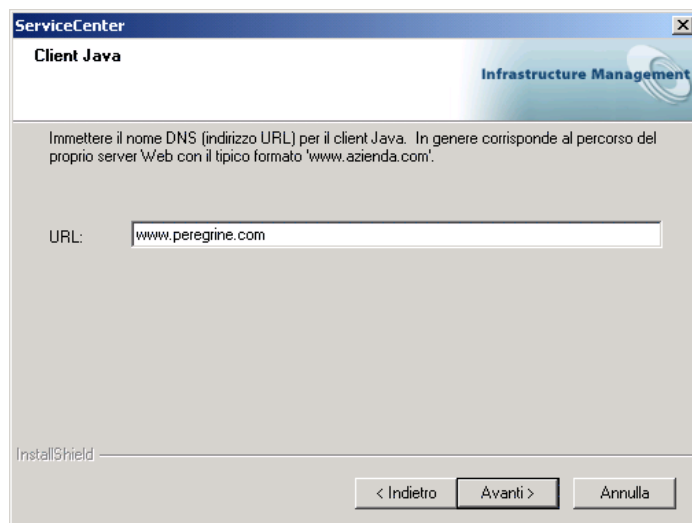 ServiceCenter
Client Java
Infrastructure Management
Immettere il nome DNS (indirizzo URL) per il client Java. In genere corrisponde al percorso del
proprio server Web con il tipico formato 'www.azienda.com'.
URL:
www.peregrine.com
InstallShield
< Indietro
Avanti >
Annulla